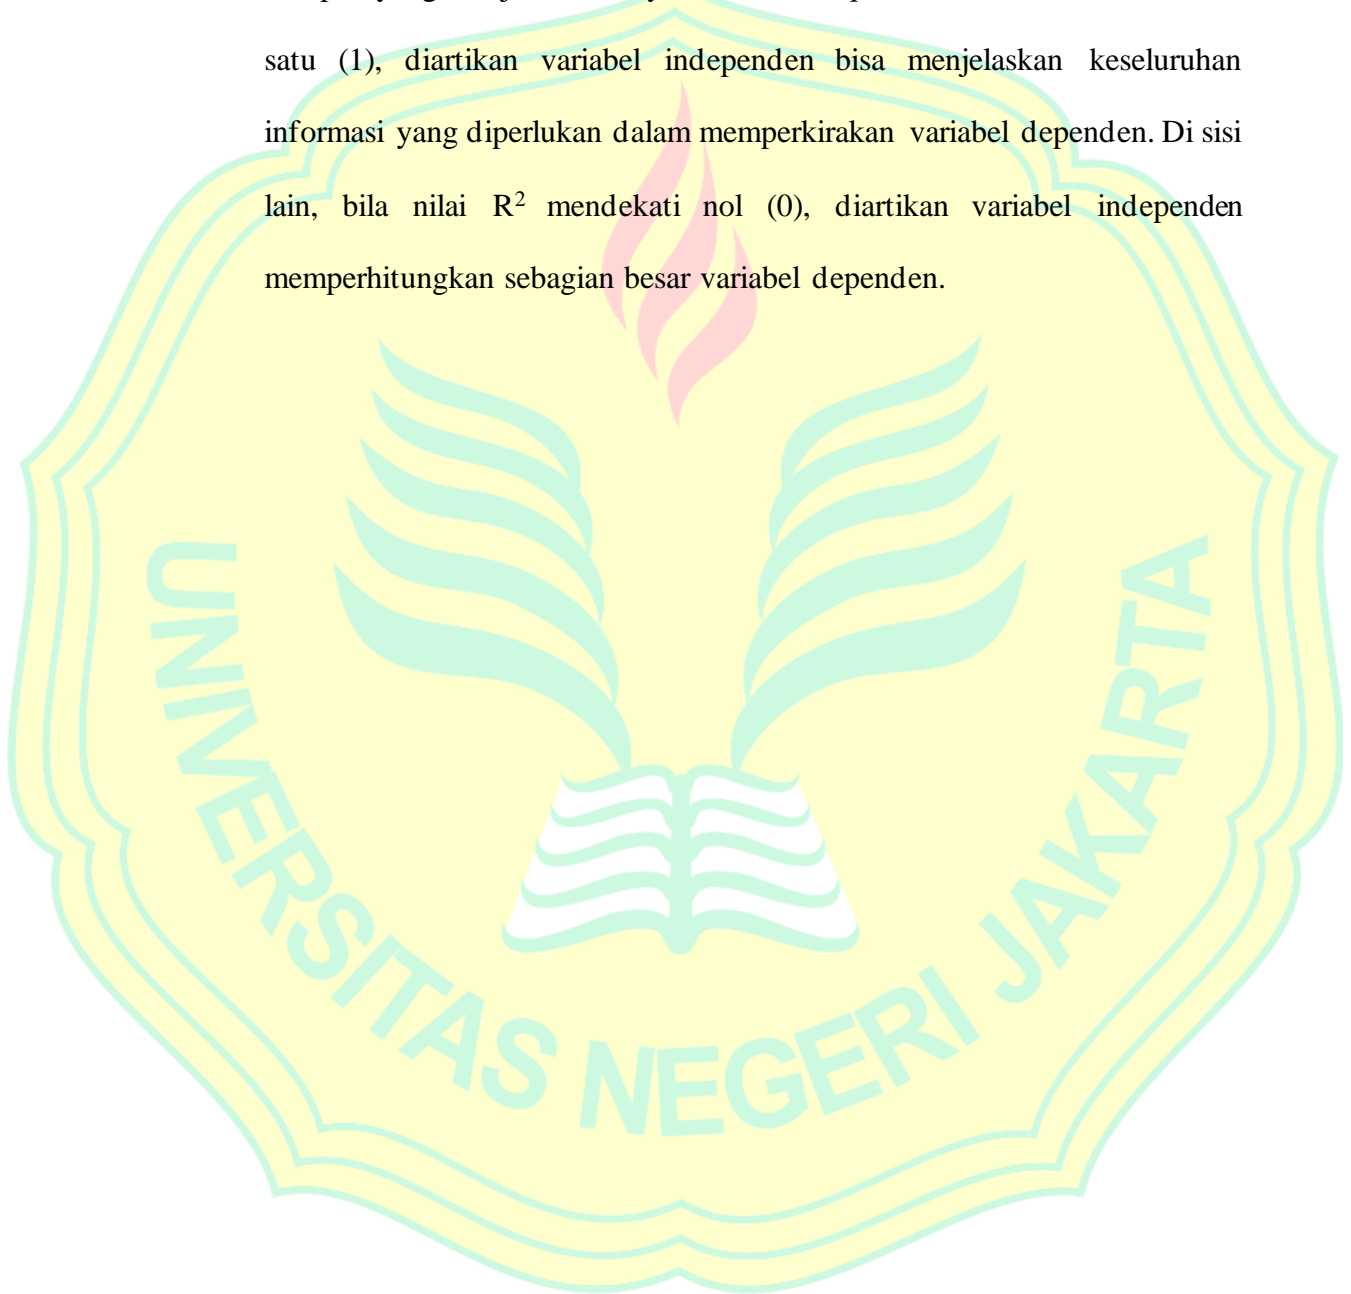 satu (1), diartikan variabel independen bisa menjelaskan keseluruhan
informasi yang diperlukan dalam memperkirakan variabel dependen. Di sisi
lain, bila nilai R² mendekati nol (0), diartikan variabel independen
memperhitungkan sebagian besar variabel dependen.
UNIVERSITAS NEGERI JAKARTA